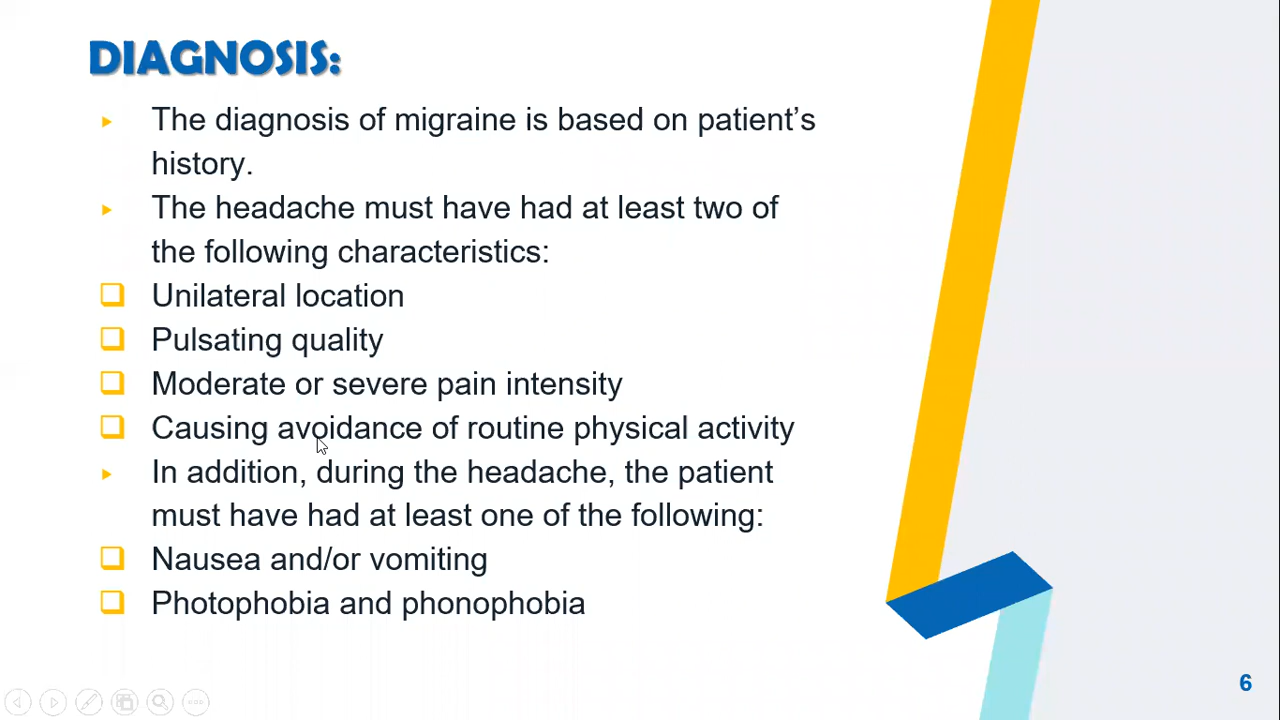 DIAGNOSIS:
The diagnosis of migraine is based on patient’s
history.
The headache must have had at least two of
the following characteristics:
Unilateral location
Pulsating quality
Moderate or severe pain intensity
Causing avoidance of routine physical activity
In addition, during the headache, the patient
must have had at least one of the following:
Nausea and/or vomiting
Photophobia and phonophobia
6